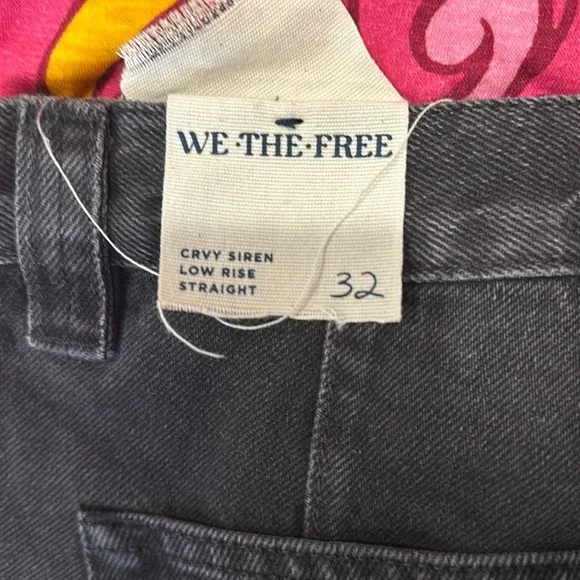 WE·THE·FREE
CRVY SIREN
LOW RISE
STRAIGHT
32